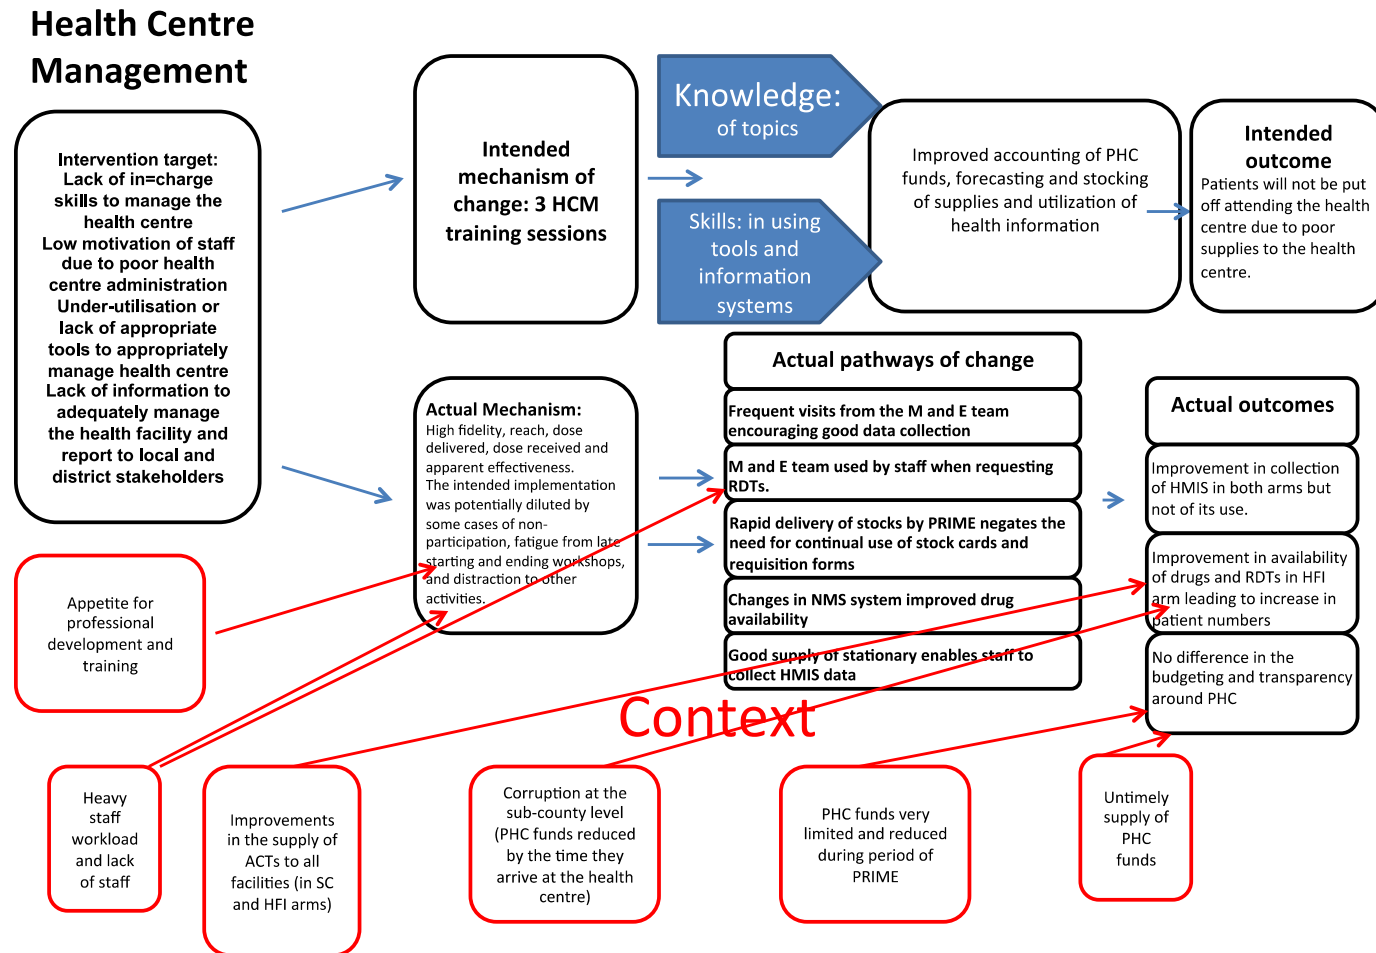 Health Centre
Management
Intervention target:
Lack of in=charge
skills to manage the
health centre
Low motivation of staff
due to poor health
centre administration
Under-utilisation or
lack of appropriate
tools to appropriately
manage health centre
Lack of information to
adequately manage
the health facility and
report to local and
district stakeholders
Intended
mechanism of
change: 3 HCM
training sessions
Knowledge:
of topics
Skills: in using
tools and
information
systems
Improved accounting of PHC
funds, forecasting and stocking
of supplies and utilization of
health information
Intended
outcome
Patients will not be put
off attending the health
centre due to poor
supplies to the health
centre.
Actual Mechanism:
High fidelity, reach, dose
delivered, dose received and
apparent effectiveness.
The intended implementation
was potentially diluted by
some cases of non-
participation, fatigue from late
starting and ending workshops,
and distraction to other
activities.
Actual pathways of change
Frequent visits from the M and E team
encouraging good data collection
M and E team used by staff when requesting
RDTs.
Rapid delivery of stocks by PRIME negates the
need for continual use of stock cards and
requisition forms
Changes in NMS system improved drug
availability
Good supply of stationary enables staff to
collect HMIS data
Actual outcomes
Improvement in collection
of HMIS in both arms but
not of its use.
Improvement in availability
of drugs and RDTs in HFI
arm leading to increase in
patient numbers
No difference in the
budgeting and transparency
around PHC
Appetite for
professional
development and
training
Context
Heavy
staff
workload
and lack
of staff
Improvements
in the supply of
ACTs to all
facilities (in SC
and HFI arms)
Corruption at the
sub-county level
(PHC funds reduced
by the time they
arrive at the health
centre)
PHC funds very
limited and reduced
during period of
PRIME
Untimely
supply of
PHC
funds